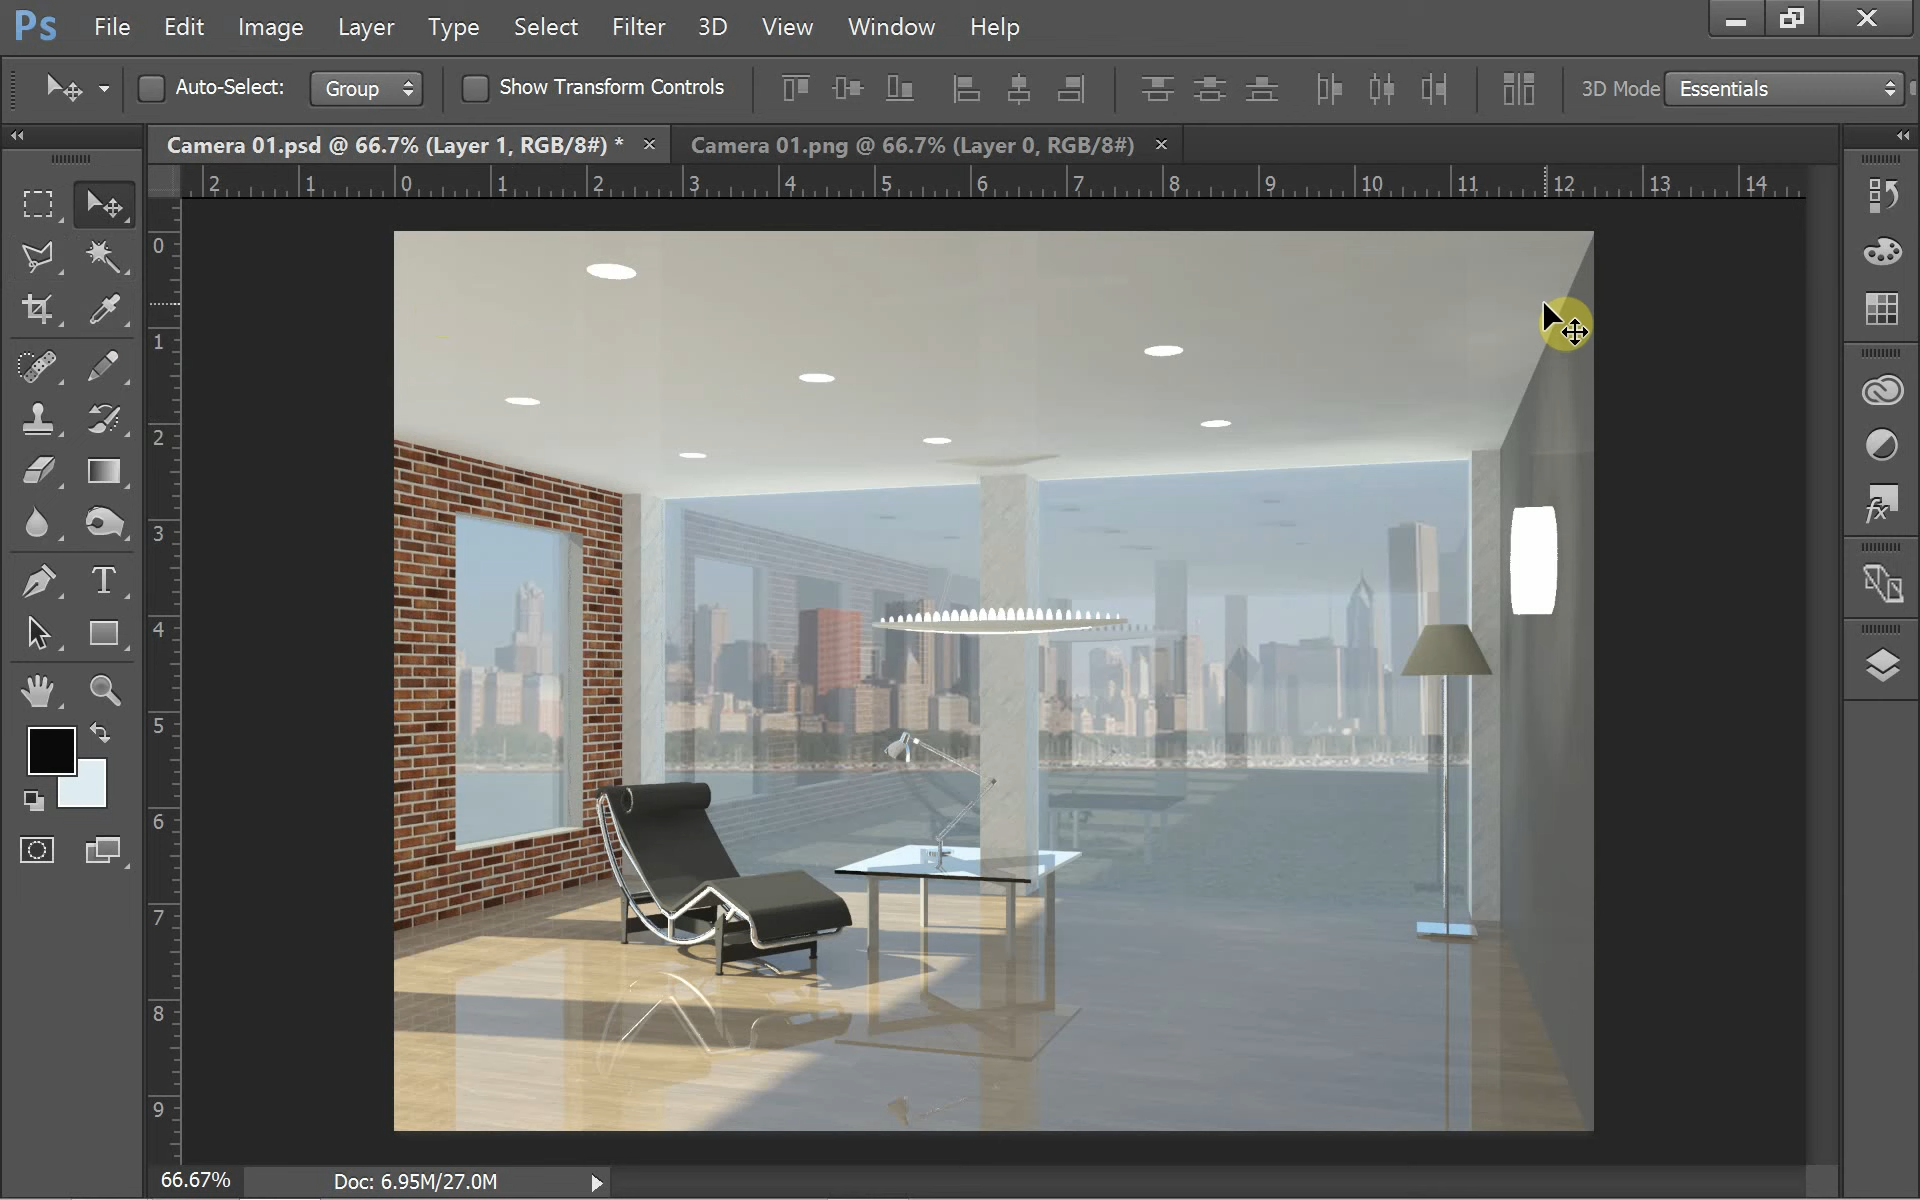 Ps File Edit Image Layer Type Select Filter 3D View Window Help
Auto-Select: Group Show Transform Controls 3D Mode Essentials
Camera 01.psd @ 66.7% (Layer 1, RGB/8#) * × Camera 01.png @ 66.7% (Layer 0, RGB/8#) ×
2 1 0 1 2 3 4 5 6 7 8 9 10 11 12 13 14
0
1
2
3
4
5
6
7
8
9
T
fx
66.67% Doc: 6.95M/27.0M